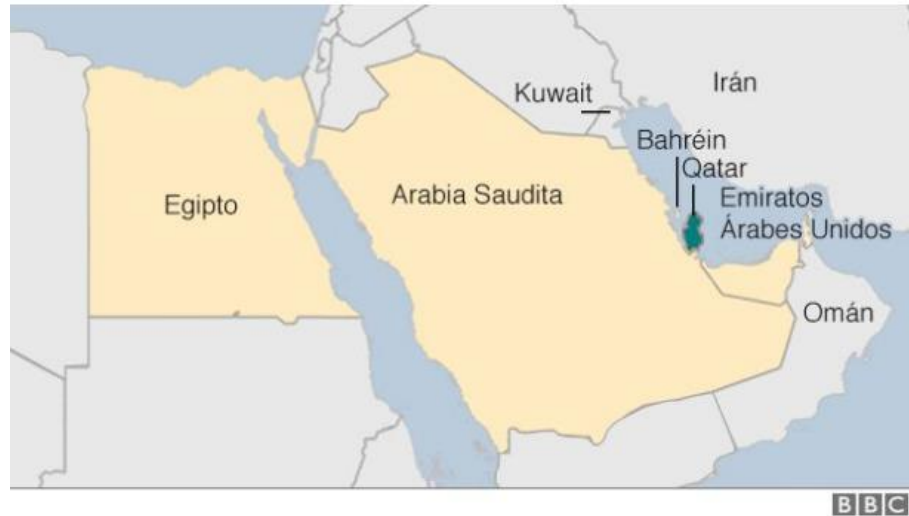 Irán
Kuwait
Bahréin
Qatar
Egipto
Arabia Saudita
Emiratos
Árabes Unidos
Omán
BBC